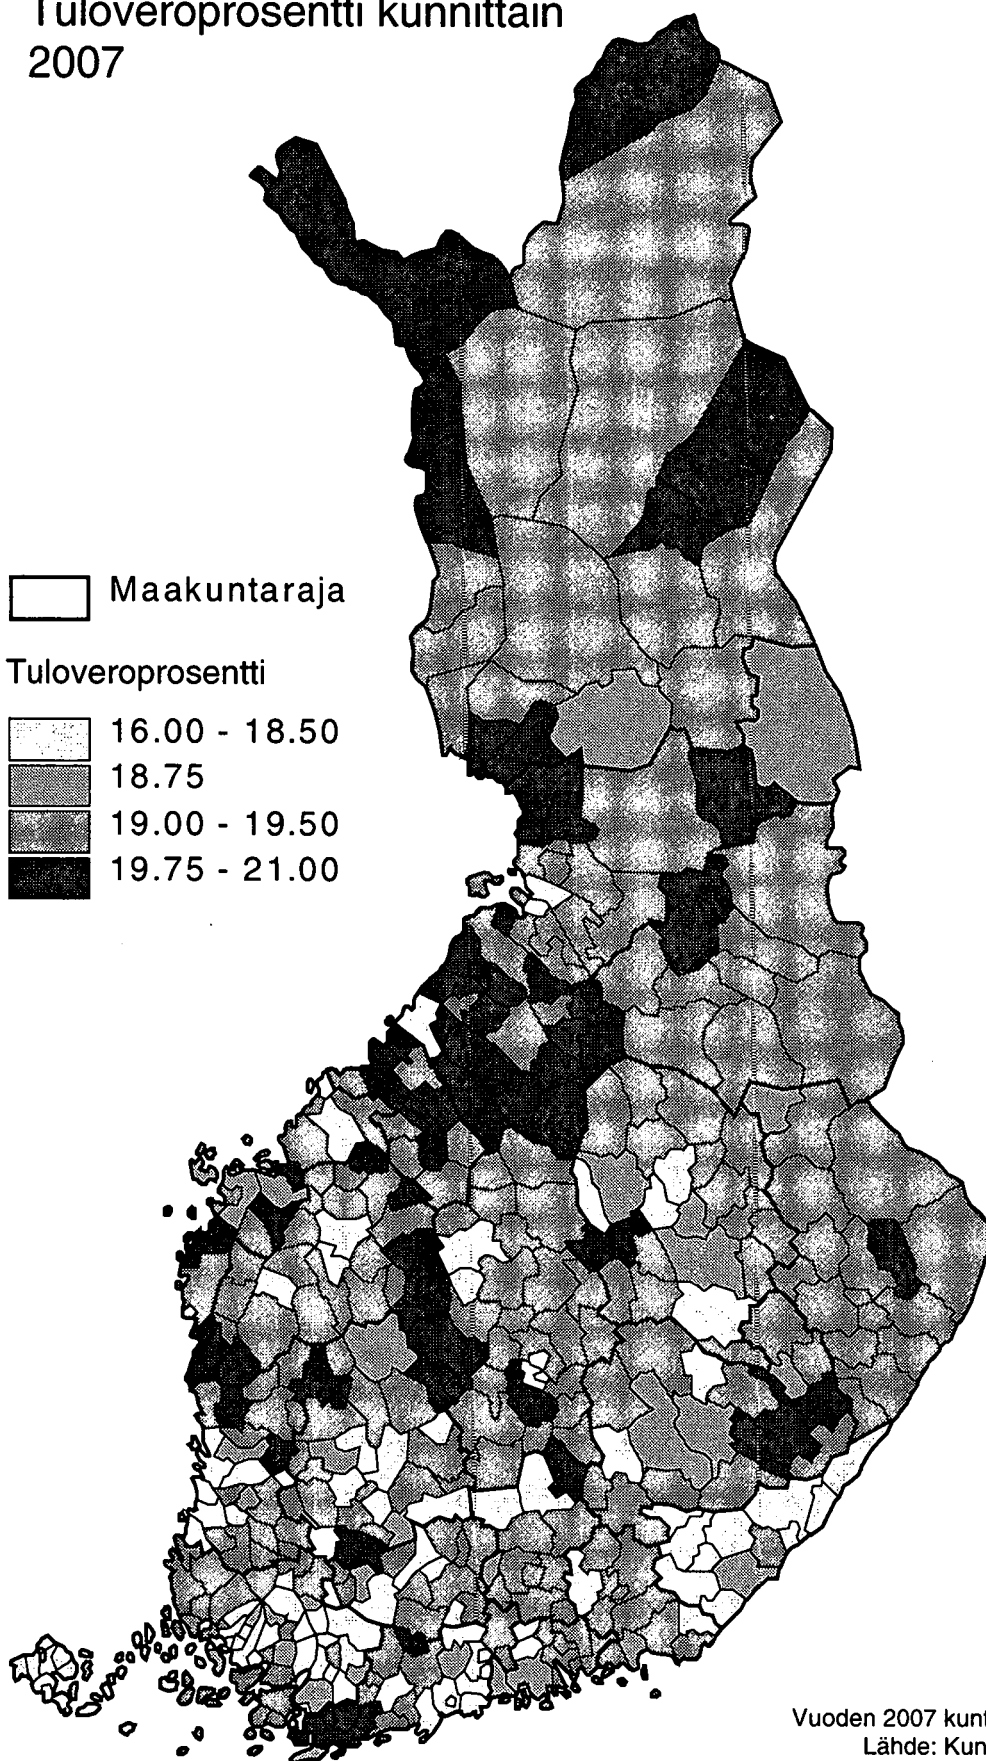 Tuloveroprosentti kunnittain
2007
Maakuntaraja
Tuloveroprosentti
16.00 - 18.50
18.75
19.00 - 19.50
19.75 - 21.00
Vuoden 2007 kunt
Lähde: Kun